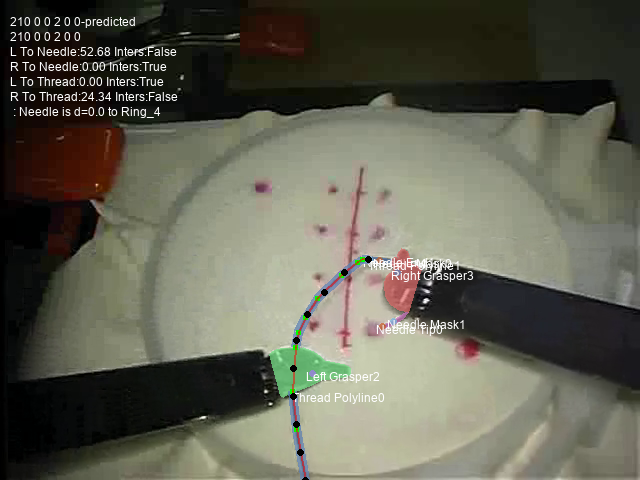 210 0 0 2 0 0-predicted
210 0 0 2 0 0
L To Needle:52.68 Inters:False
R To Needle:0.00 Inters:True
L To Thread:0.00 Inters:True
R To Thread:24.34 Inters:False
: Needle is d=0.0 to Ring_4
Thread Polyline1
Right Grasper3
Needle Mask1
Needle Tip0
Left Grasper2
Thread Polyline0